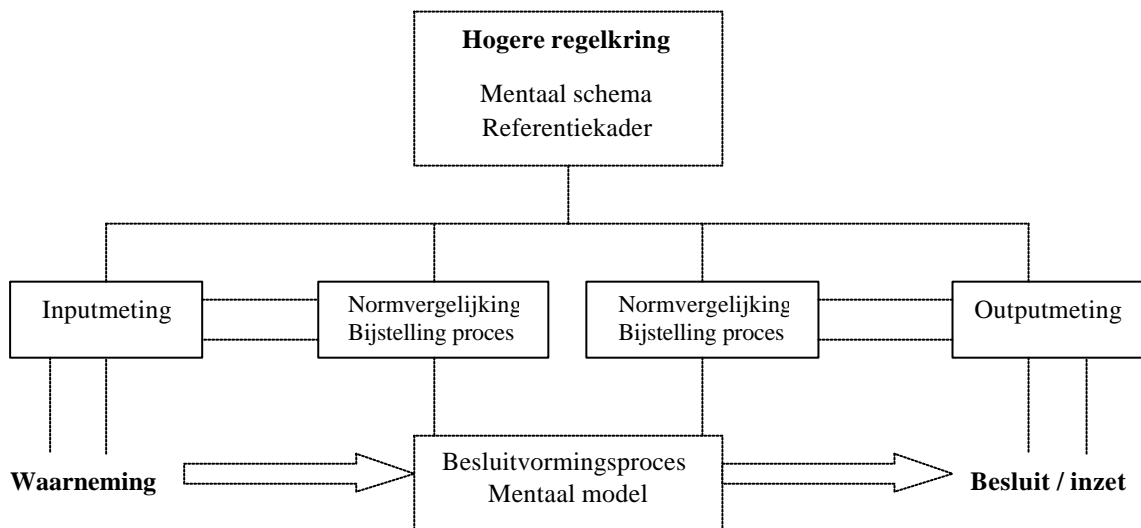 Hogere regelkring
Mentaal schema
Referentiekader
Inputmeting
Normvergelijking
Bijstelling proces
Normvergelijking
Bijstelling proces
Outputmeting
Waarneming
Besluitvormingsproces
Mentaal model
Besluit / inzet